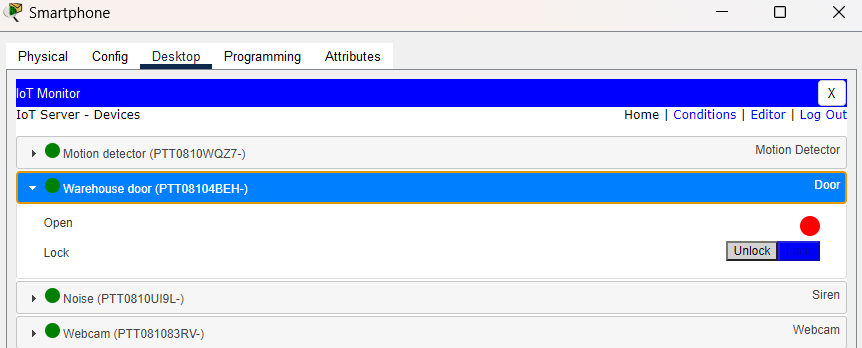 Smartphone
Physical Config Desktop Programming Attributes
IoT Monitor X
IoT Server - Devices Home | Conditions | Editor | Log Out
Motion detector (PTT0810WQZ7-) Motion Detector
Warehouse door (PTT08104BEH-) Door
Open
Lock Unlock
Noise (PTT0810UI9L-) Siren
Webcam (PTT081083RV-) Webcam